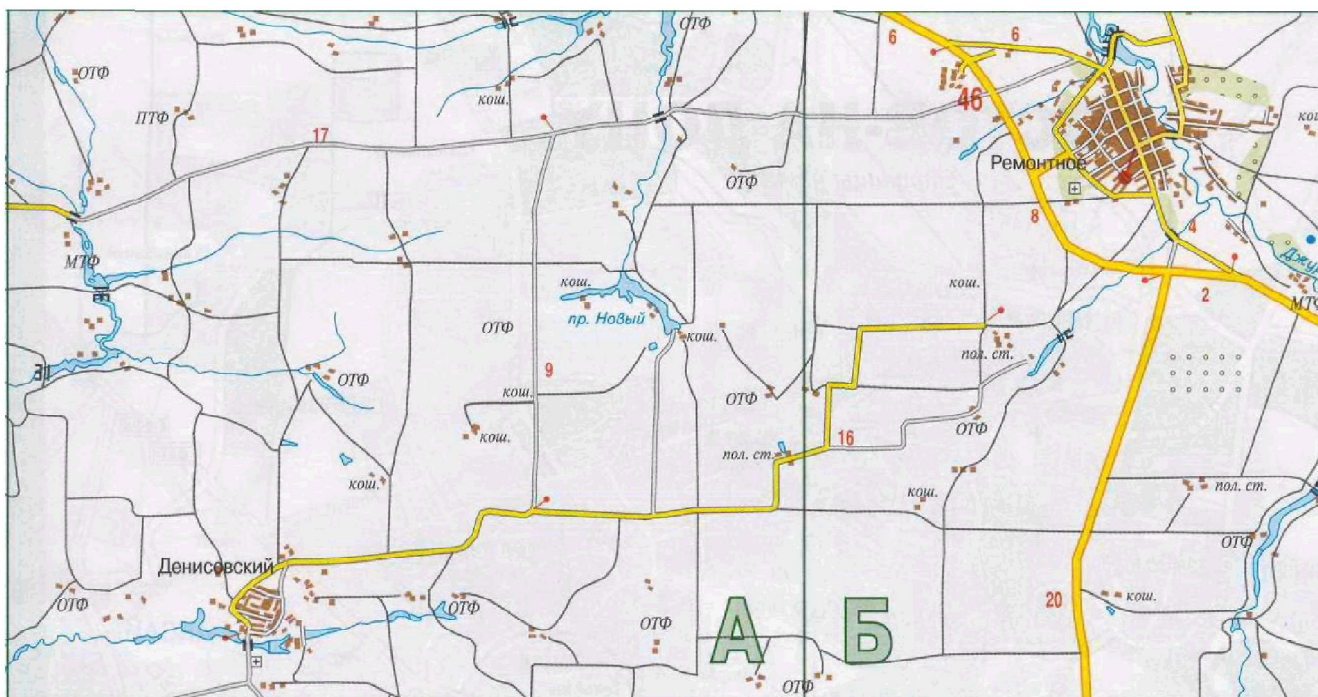 6
6
ОТФ
ОТФ
кош.
46
ПТФ
17
Ремонтное
ОТФ
8
4
Джур
МТФ
2
МТФ
кош.
кош.
пр. Новый
ОТФ
кош.
пол. ст.
9
ОТФ
кош.
ОТФ
16
ОТФ
кош.
пол. ст.
кош.
кош.
пол. ст.
ОТФ
Денисовский
ОТФ
ОТФ
20
кош.
ОТФ
А Б
ОТФ